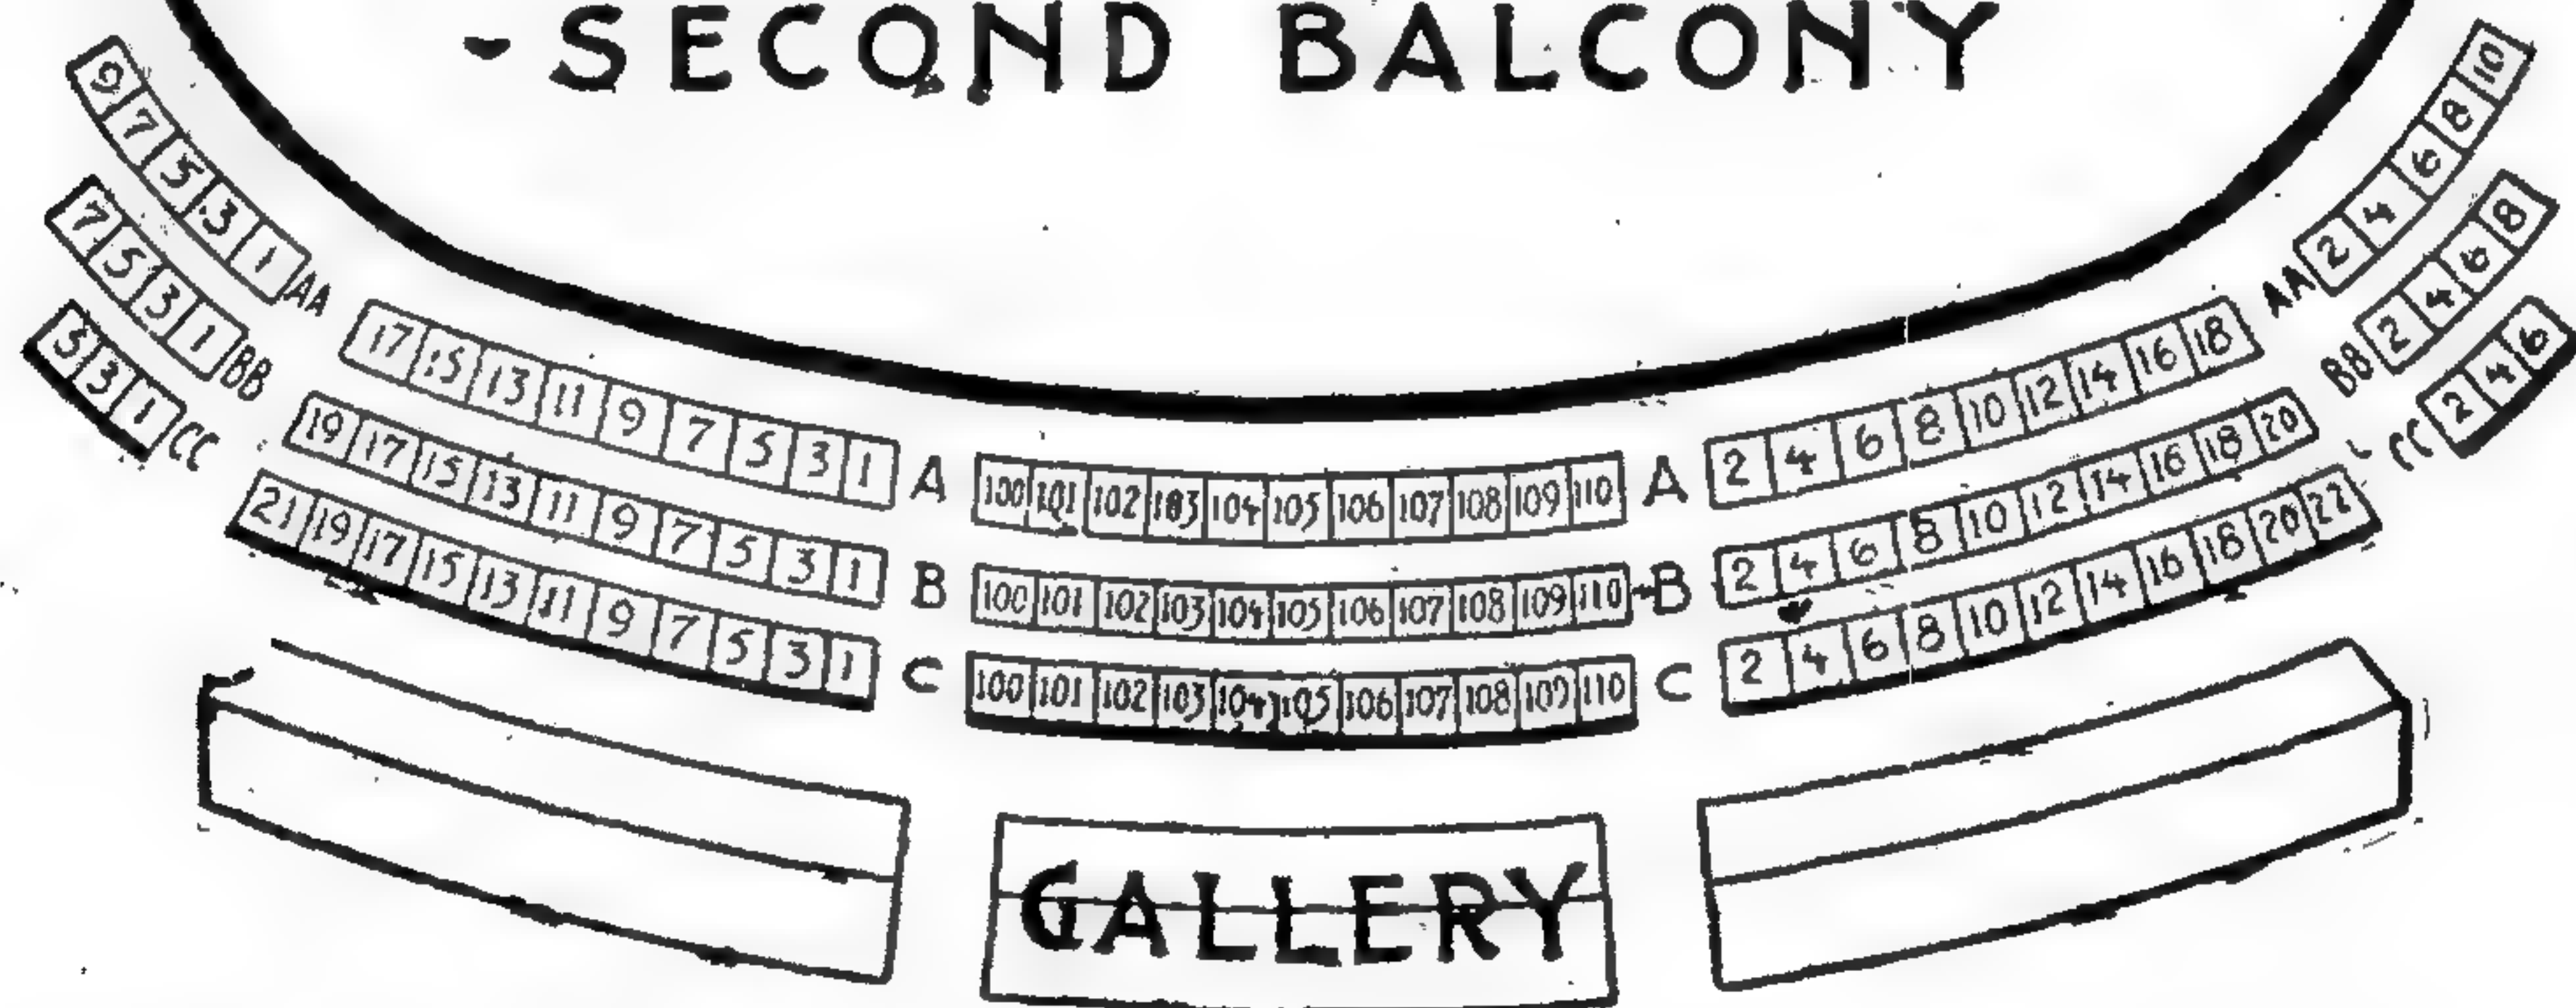 SECOND BALCONY
9 7 5 3 1 AA
7 5 3 1 BB
5 3 1 CC
17 15 13 11 9 7 5 3 1 A 100 101 102 103 104 105 106 107 108 109 110 A 2 4 6 8 10 12 14 16 18
19 17 15 13 11 9 7 5 3 1 B 100 101 102 103 104 105 106 107 108 109 110 B 2 4 6 8 10 12 14 16 18 20
21 19 17 15 13 11 9 7 5 3 1 C 100 101 102 103 104 105 106 107 108 109 110 C 2 4 6 8 10 12 14 16 18 20 22
AA 2 4 6 8 10
BB 2 4 6 8
CC 2 4 6
GALLERY